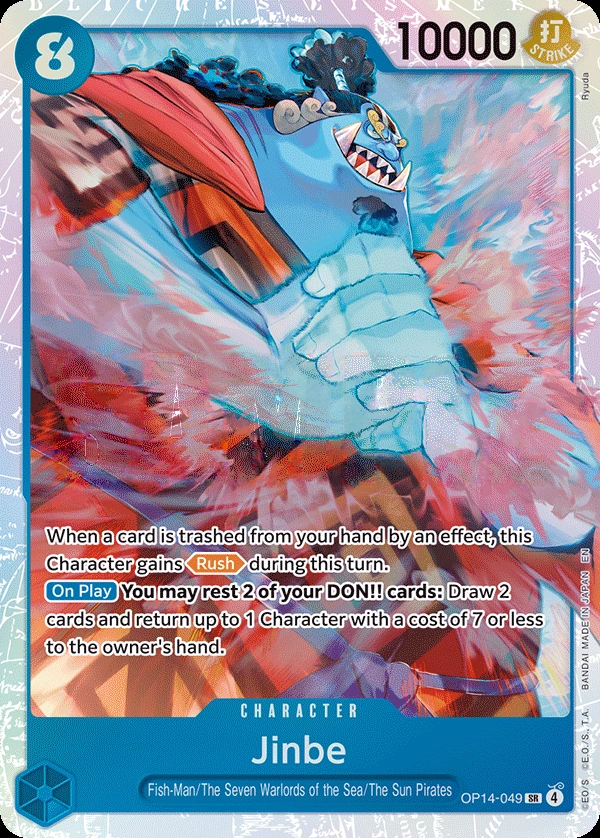 8
10000
打
STRIKE
Ryuda
When a card is trashed from your hand by an effect, this
Character gains Rush during this turn.
On Play You may rest 2 of your DON!! cards: Draw 2
cards and return up to 1 Character with a cost of 7 or less
to the owner's hand.
CHARACTER
Jinbe
Fish-Man/The Seven Warlords of the Sea/The Sun Pirates
OP14-049 SR 4
©E.O/S ©E.O./S., T.A. BANDAI MADE IN JAPAN EN